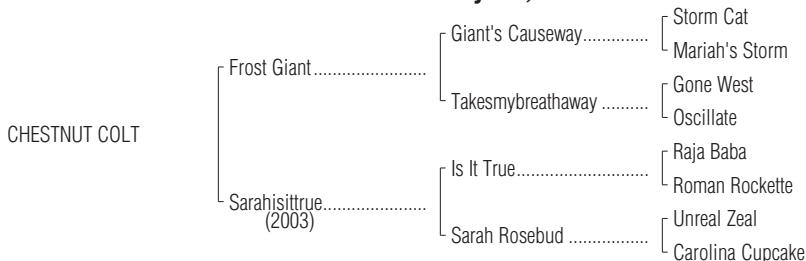 Storm Cat
Giant's Causeway...............
Mariah's Storm
Frost Giant........................
Gone West
Takesmybreathaway ..........
Oscillate
CHESTNUT COLT
Raja Baba
Is It True..........................
Roman Rockette
Sarahisittrue......................
(2003)
Unreal Zeal
Sarah Rosebud .................
Carolina Cupcake